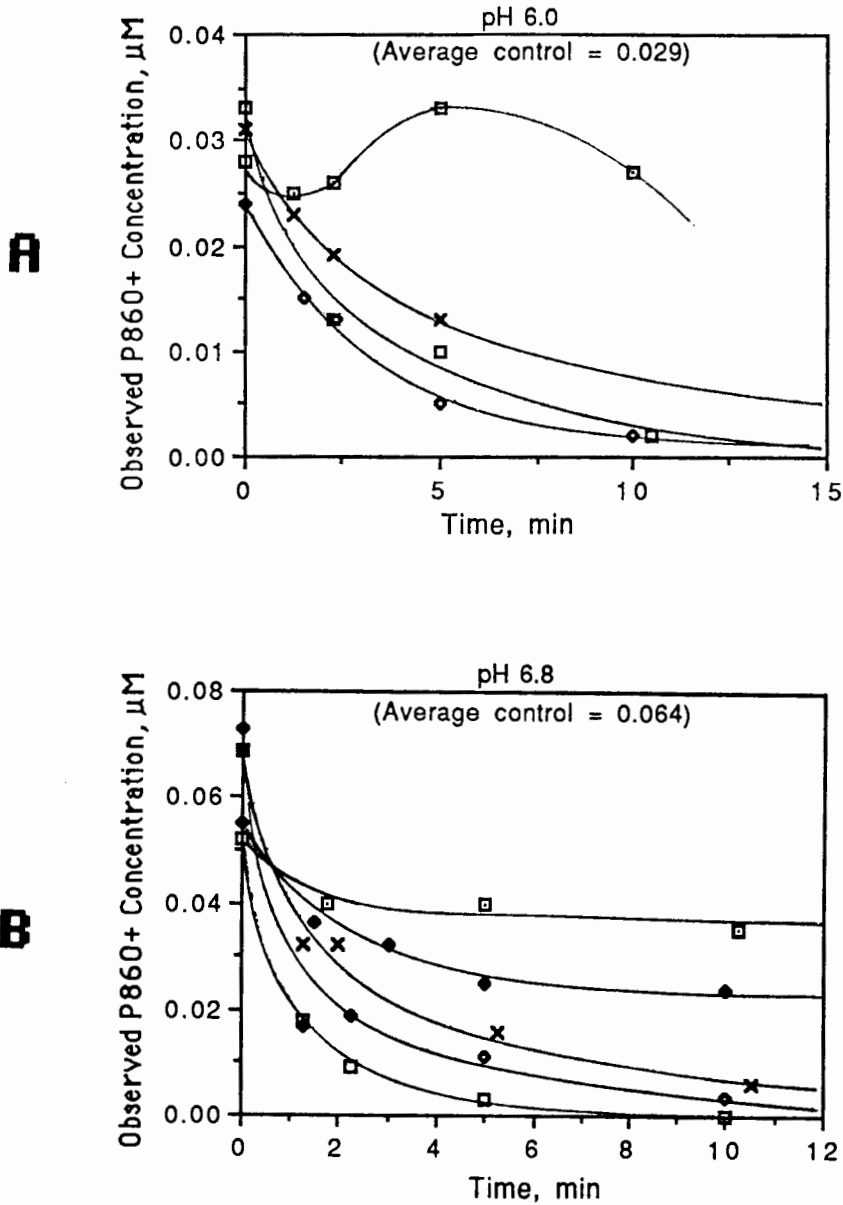 pH 6.0
(Average control = 0.029)
A
Observed P860+ Concentration, µM
0.04
0.03
0.02
0.01
0.00
0 5 10 15
Time, min
pH 6.8
(Average control = 0.064)
B
Observed P860+ Concentration, µM
0.08
0.06
0.04
0.02
0.00
0 2 4 6 8 10 12
Time, min